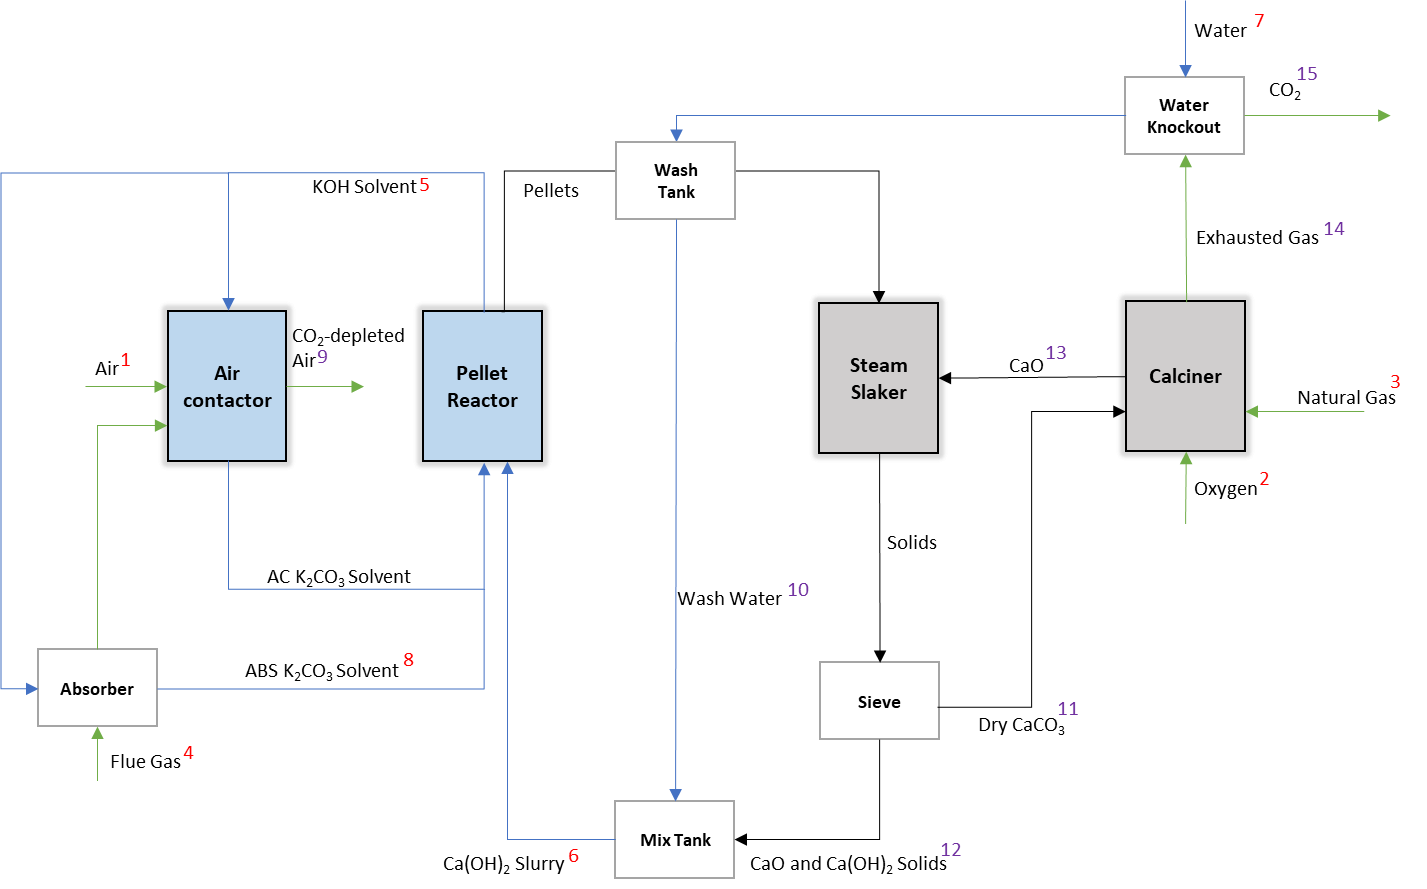 Water 7
CO₂ 15
Water
Knockout
Wash
Tank
KOH Solvent 5
Pellets
Exhausted Gas 14
CO₂-depleted
Air 9
Air 1
Air
contactor
Pellet
Reactor
Steam
Slaker
CaO 13
Calciner
Natural Gas 3
Oxygen 2
Solids
AC K₂CO₃ Solvent
Wash Water 10
ABS K₂CO₃ Solvent 8
Absorber
Sieve
Dry CaCO₃ 11
Flue Gas 4
Mix Tank
Ca(OH)₂ Slurry 6
CaO and Ca(OH)₂ Solids 12